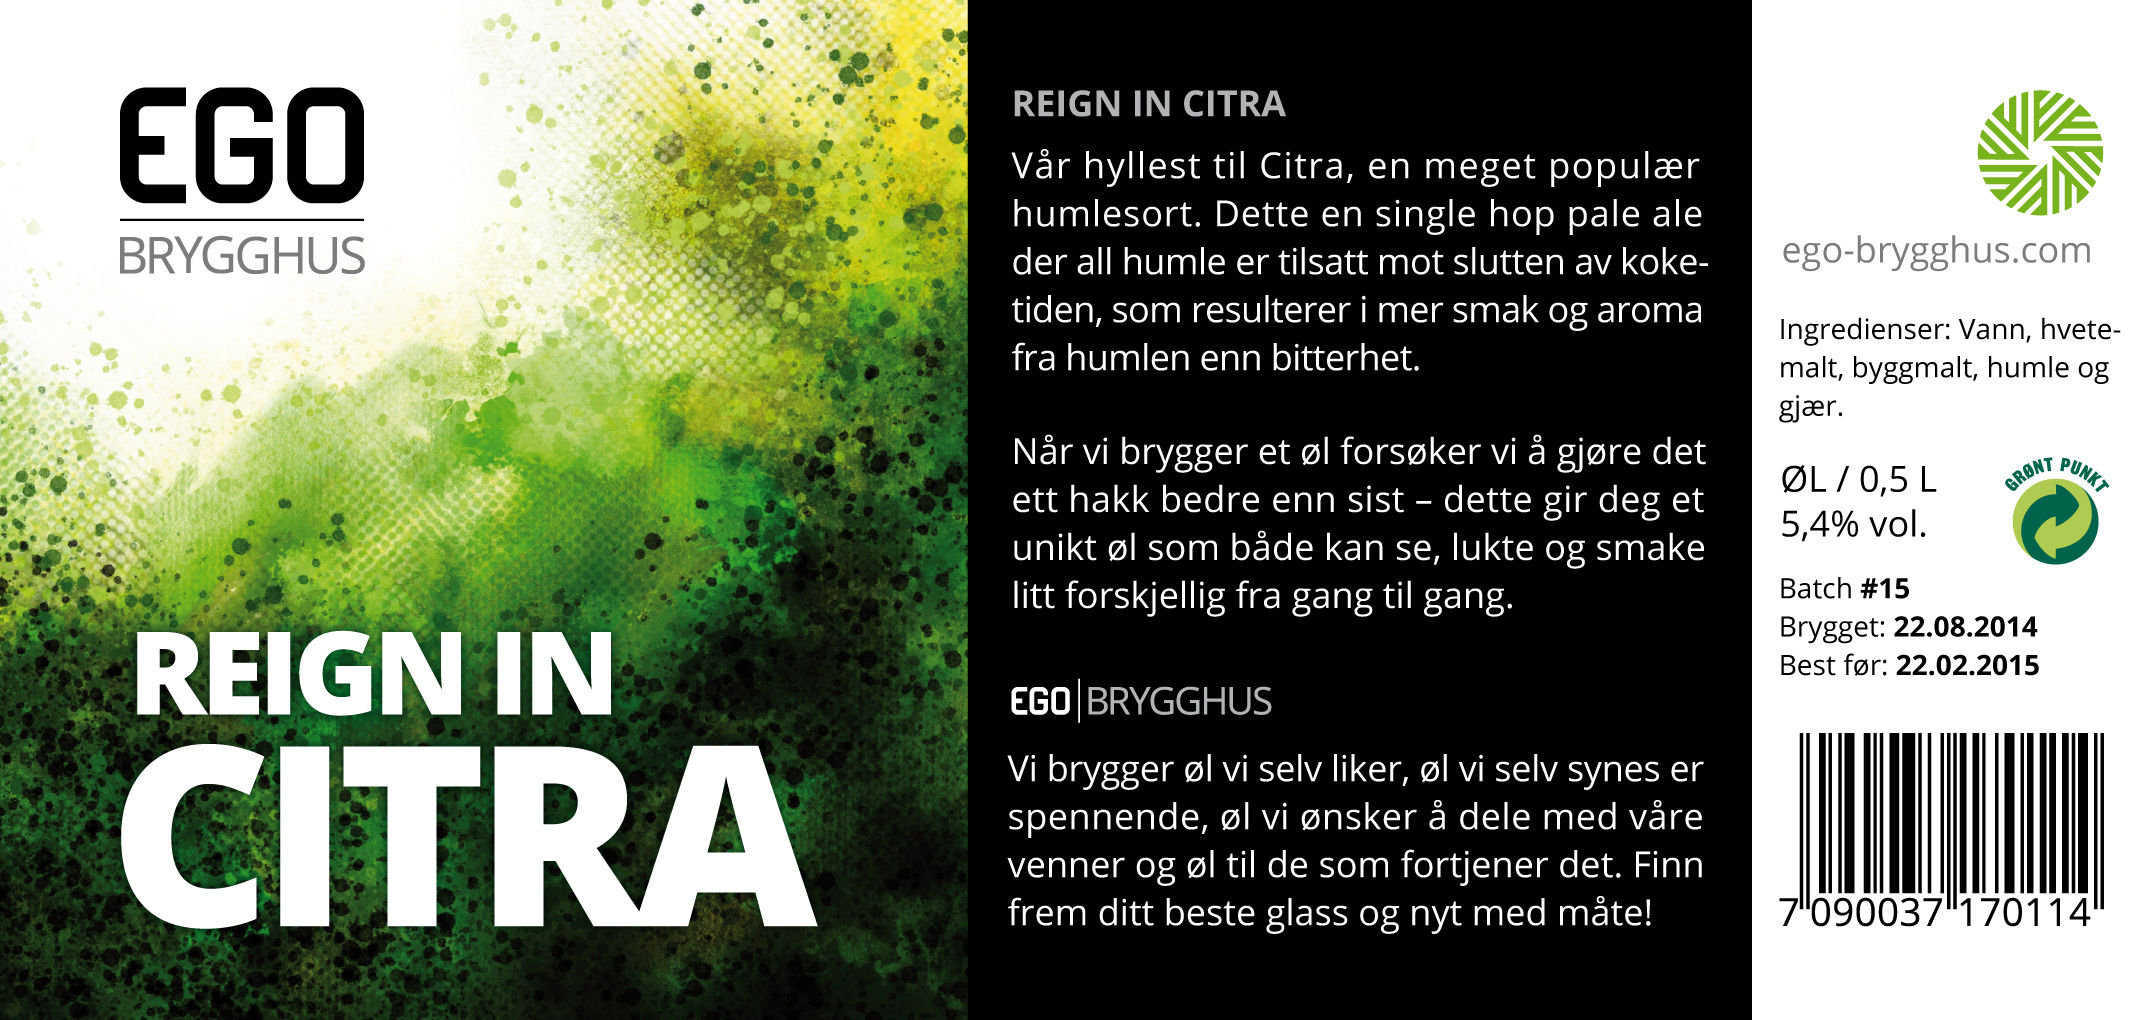 EGO
BRYGGHUS
REIGN IN
CITRA
REIGN IN CITRA
Vår hyllest til Citra, en meget populær
humlesort. Dette en single hop pale ale
der all humle er tilsatt mot slutten av koke-
tiden, som resulterer i mer smak og aroma
fra humlen enn bitterhet.
Når vi brygger et øl forsøker vi å gjøre det
ett hakk bedre enn sist – dette gir deg et
unikt øl som både kan se, lukte og smake
litt forskjellig fra gang til gang.
EGO BRYGGHUS
Vi brygger øl vi selv liker, øl vi selv synes er
spennende, øl vi ønsker å dele med våre
venner og øl til de som fortjener det. Finn
frem ditt beste glass og nyt med måte!
ego-brygghus.com
Ingredienser: Vann, hvete-
malt, byggmalt, humle og
gjær.
ØL / 0,5 L
5,4% vol.
GRØNT PUNKT
Batch #15
Brygget: 22.08.2014
Best før: 22.02.2015
7 090037 170114